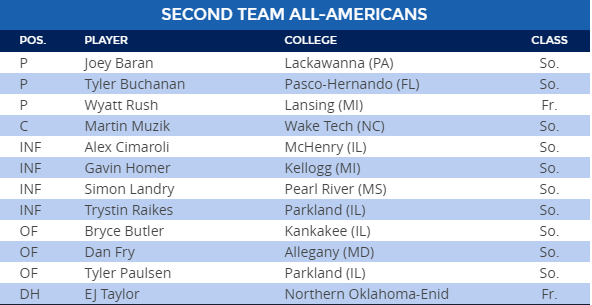 SECOND TEAM ALL-AMERICANS
POS. PLAYER COLLEGE CLASS
P Joey Baran Lackawanna (PA) So.
P Tyler Buchanan Pasco-Hernando (FL) So.
P Wyatt Rush Lansing (MI) Fr.
C Martin Muzik Wake Tech (NC) So.
INF Alex Cimaroli McHenry (IL) So.
INF Gavin Homer Kellogg (MI) So.
INF Simon Landry Pearl River (MS) So.
INF Trystin Raikes Parkland (IL) So.
OF Bryce Butler Kankakee (IL) So.
OF Dan Fry Allegany (MD) So.
OF Tyler Paulsen Parkland (IL) So.
DH EJ Taylor Northern Oklahoma-Enid Fr.